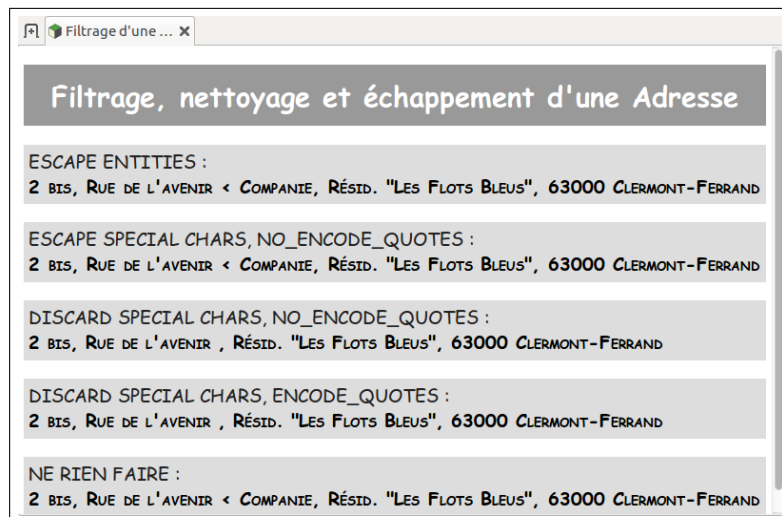 Filtrage d'une ...
Filtrage, nettoyage et échappement d'une Adresse
ESCAPE ENTITIES :
2 bis, Rue de l'avenir < Companie, Résid. "Les Flots Bleus", 63000 Clermont-Ferrand
ESCAPE SPECIAL CHARS, NO_ENCODE_QUOTES :
2 bis, Rue de l'avenir < Companie, Résid. "Les Flots Bleus", 63000 Clermont-Ferrand
DISCARD SPECIAL CHARS, NO_ENCODE_QUOTES :
2 bis, Rue de l'avenir , Résid. "Les Flots Bleus", 63000 Clermont-Ferrand
DISCARD SPECIAL CHARS, ENCODE_QUOTES :
2 bis, Rue de l'avenir , Résid. "Les Flots Bleus", 63000 Clermont-Ferrand
NE RIEN FAIRE :
2 bis, Rue de l'avenir < Companie, Résid. "Les Flots Bleus", 63000 Clermont-Ferrand